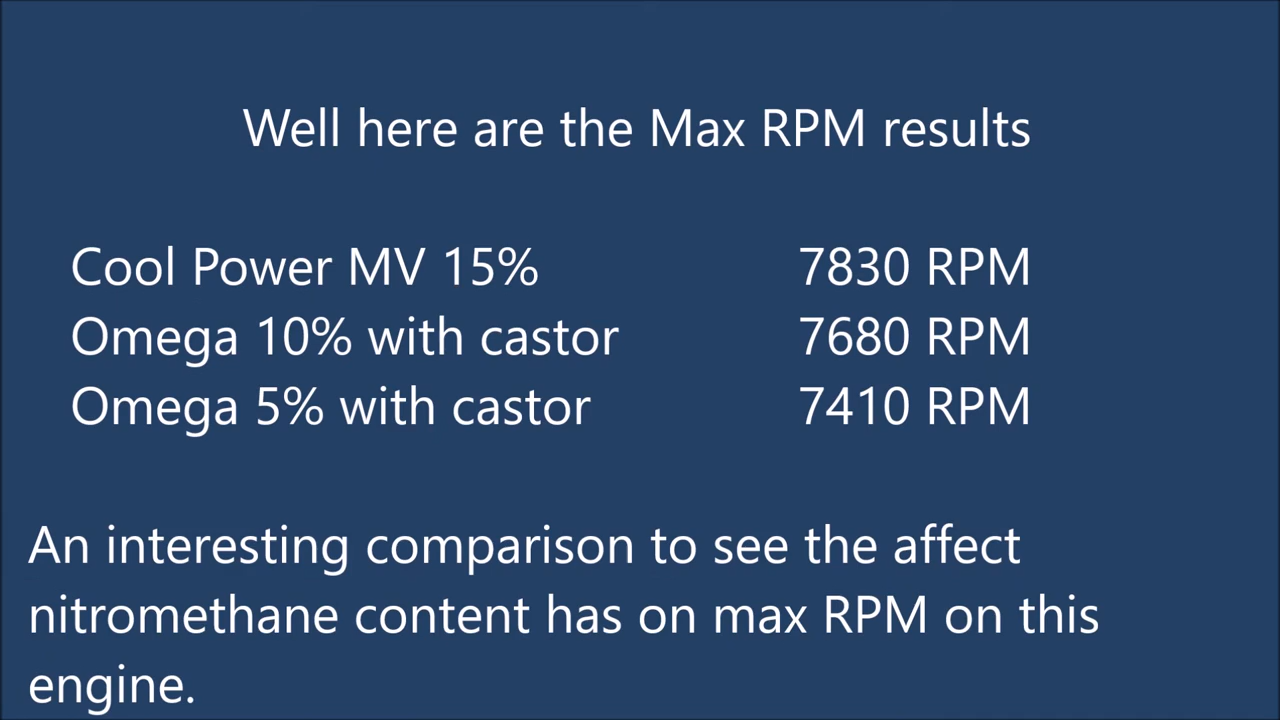 Well here are the Max RPM results
Cool Power MV 15% 7830 RPM
Omega 10% with castor 7680 RPM
Omega 5% with castor 7410 RPM
An interesting comparison to see the affect
nitromethane content has on max RPM on this
engine.